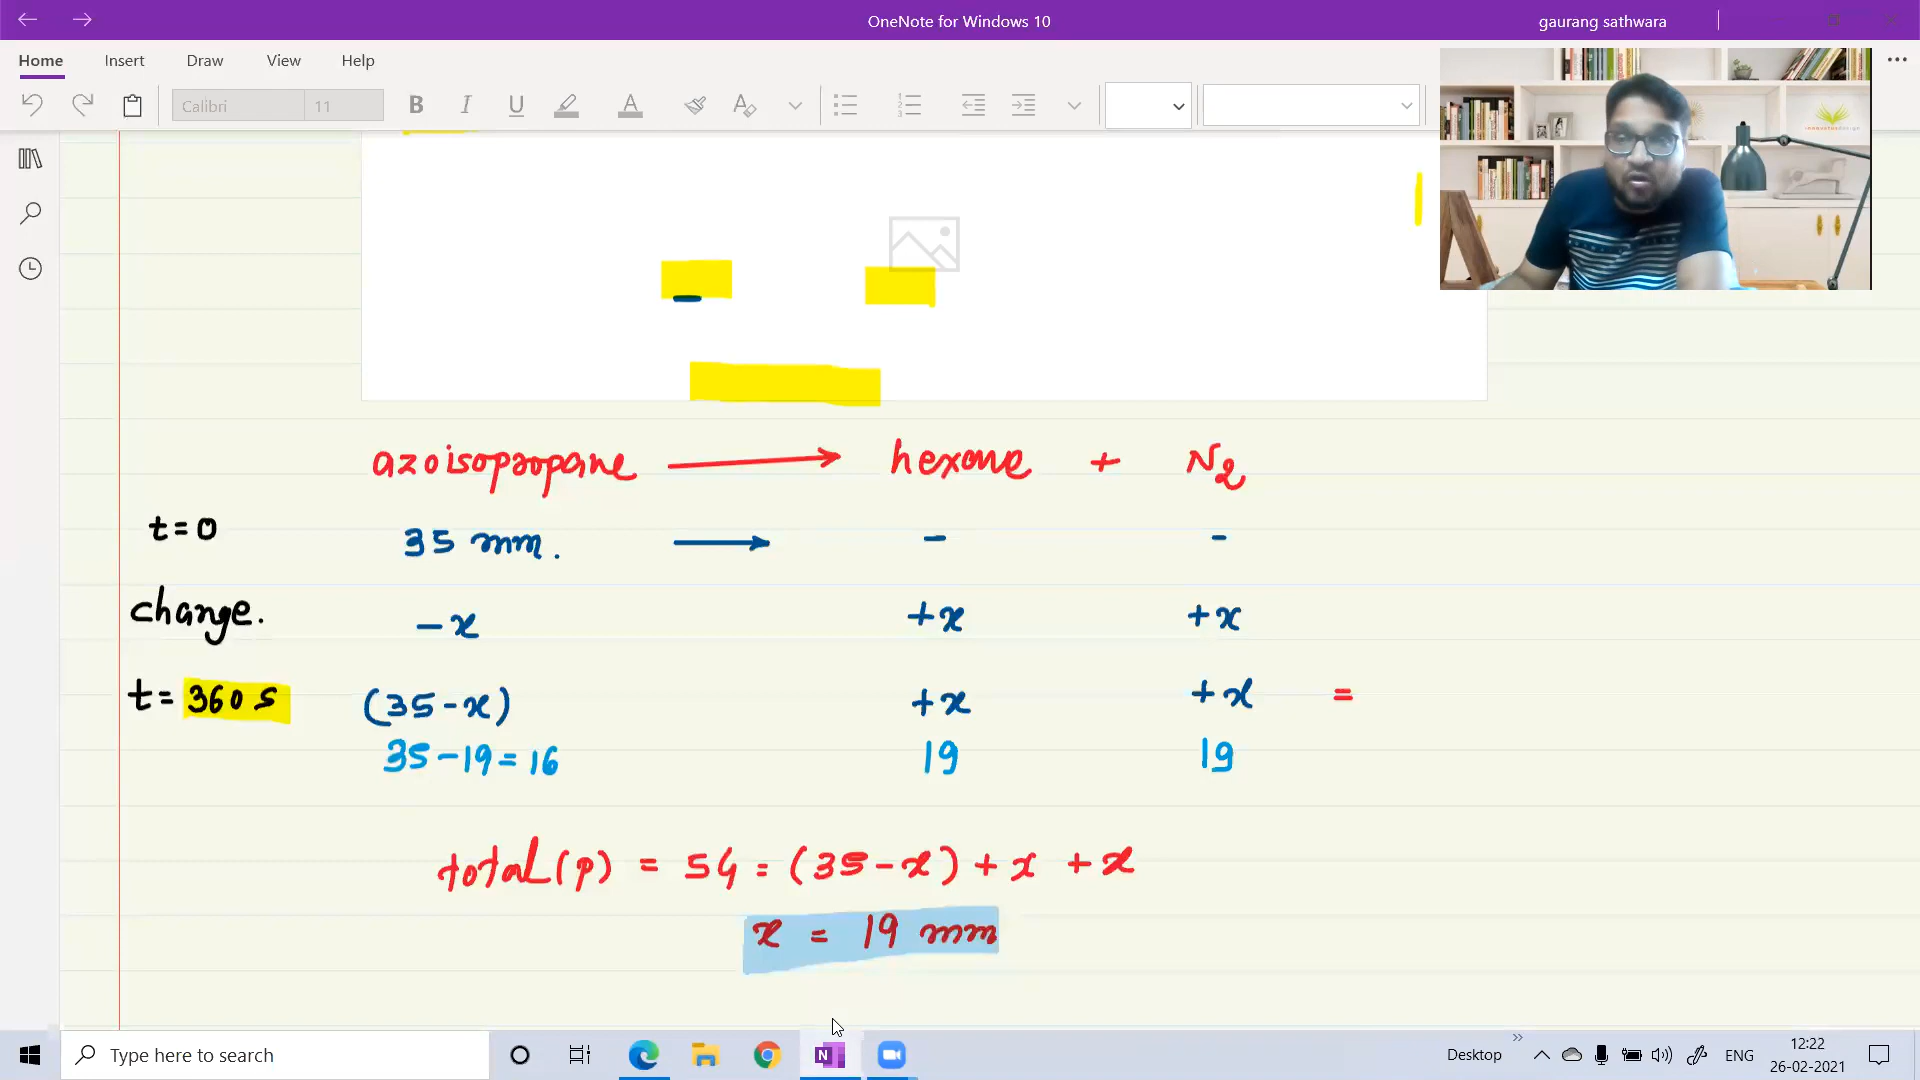 OneNote for Windows 10
gaurang sathwara
Home Insert Draw View Help
Calibri 11 B I U A A
azoisopropane → hexane + N2
t=0 35 mm. → - -
change. -x +x +x
t= 360 s (35-x) +x +x =
35-19=16 19 19
total(p) = 54 = (35-x) + x + x
x = 19 mm
Type here to search
Desktop
ENG
12:22
26-02-2021